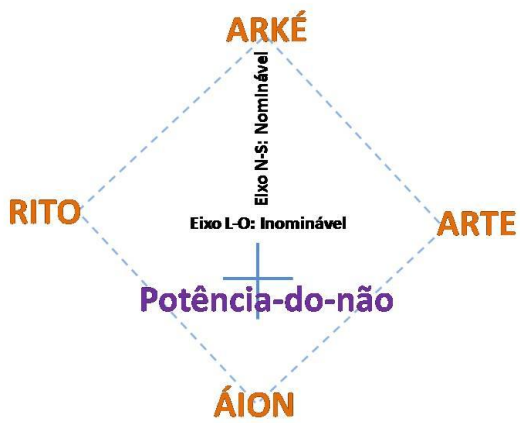 ARKÉ
Eixo N-S: Nominável
RITO
Eixo L-O: Inominável
ARTE
Potência-do-não
ÁION